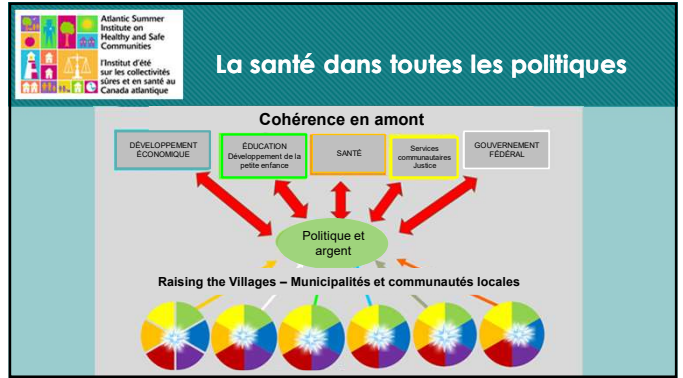 Atlantic Summer
Institute on
Healthy and Safe
Communities
l'Institut d'été
sur les collectivités
sûres et en santé au
Canada atlantique
La santé dans toutes les politiques
Cohérence en amont
DÉVELOPPEMENT
ÉCONOMIQUE
ÉDUCATION
Développement de la
petite enfance
SANTÉ
Services
communautaires
Justice
GOUVERNEMENT
FÉDÉRAL
Politique et
argent
Raising the Villages – Municipalités et communautés locales